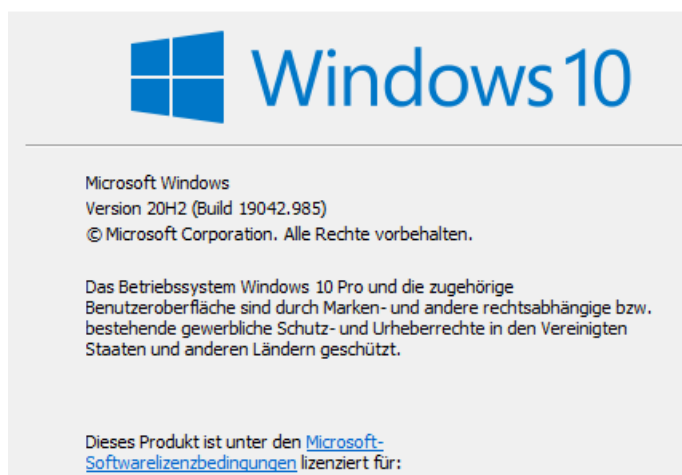 Windows 10
Microsoft Windows
Version 20H2 (Build 19042.985)
© Microsoft Corporation. Alle Rechte vorbehalten.
Das Betriebssystem Windows 10 Pro und die zugehörige
Benutzeroberfläche sind durch Marken- und andere rechtsabhängige bzw.
bestehende gewerbliche Schutz- und Urheberrechte in den Vereinigten
Staaten und anderen Ländern geschützt.
Dieses Produkt ist unter den Microsoft-
Softwarelizenzbedingungen lizenziert für: